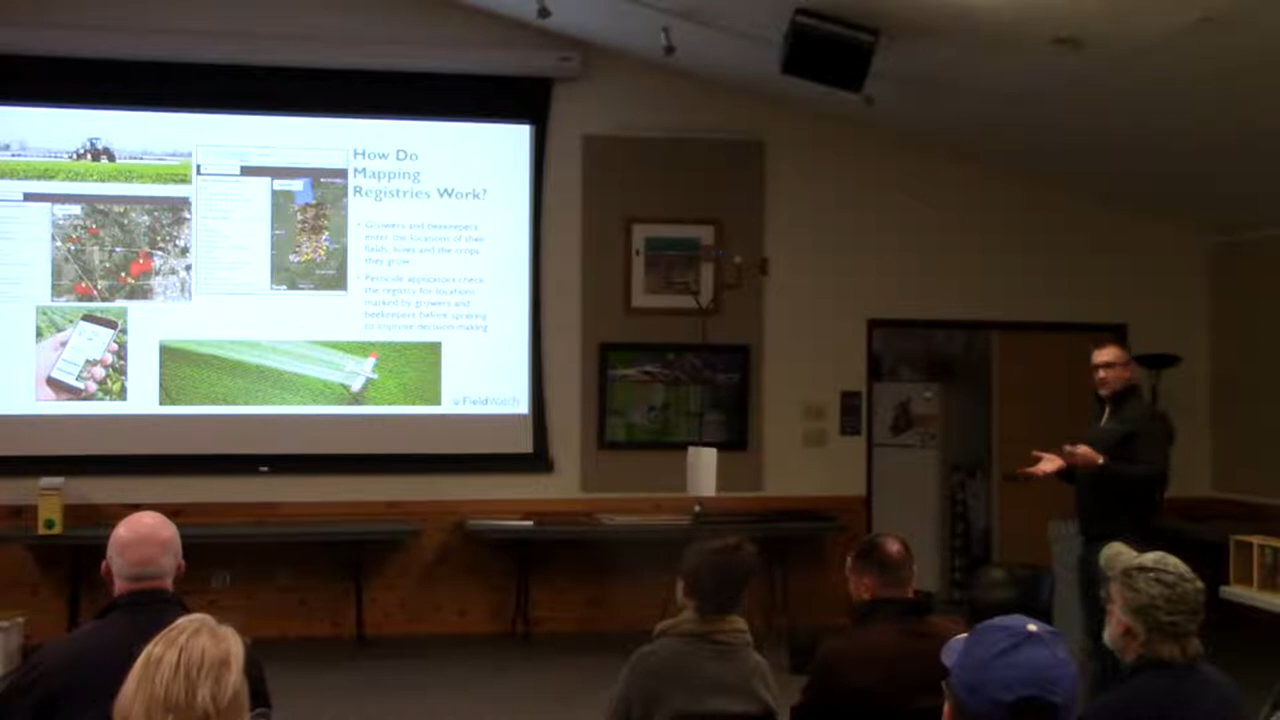 How Do
Mapping
Registries Work?
• Growers and beekeepers
enter the locations of their
fields, hives and the crops
they grow
• Pesticide applicators check
the registry for locations
marked by growers and
beekeepers before spraying
to improve decision-making
FieldWatch